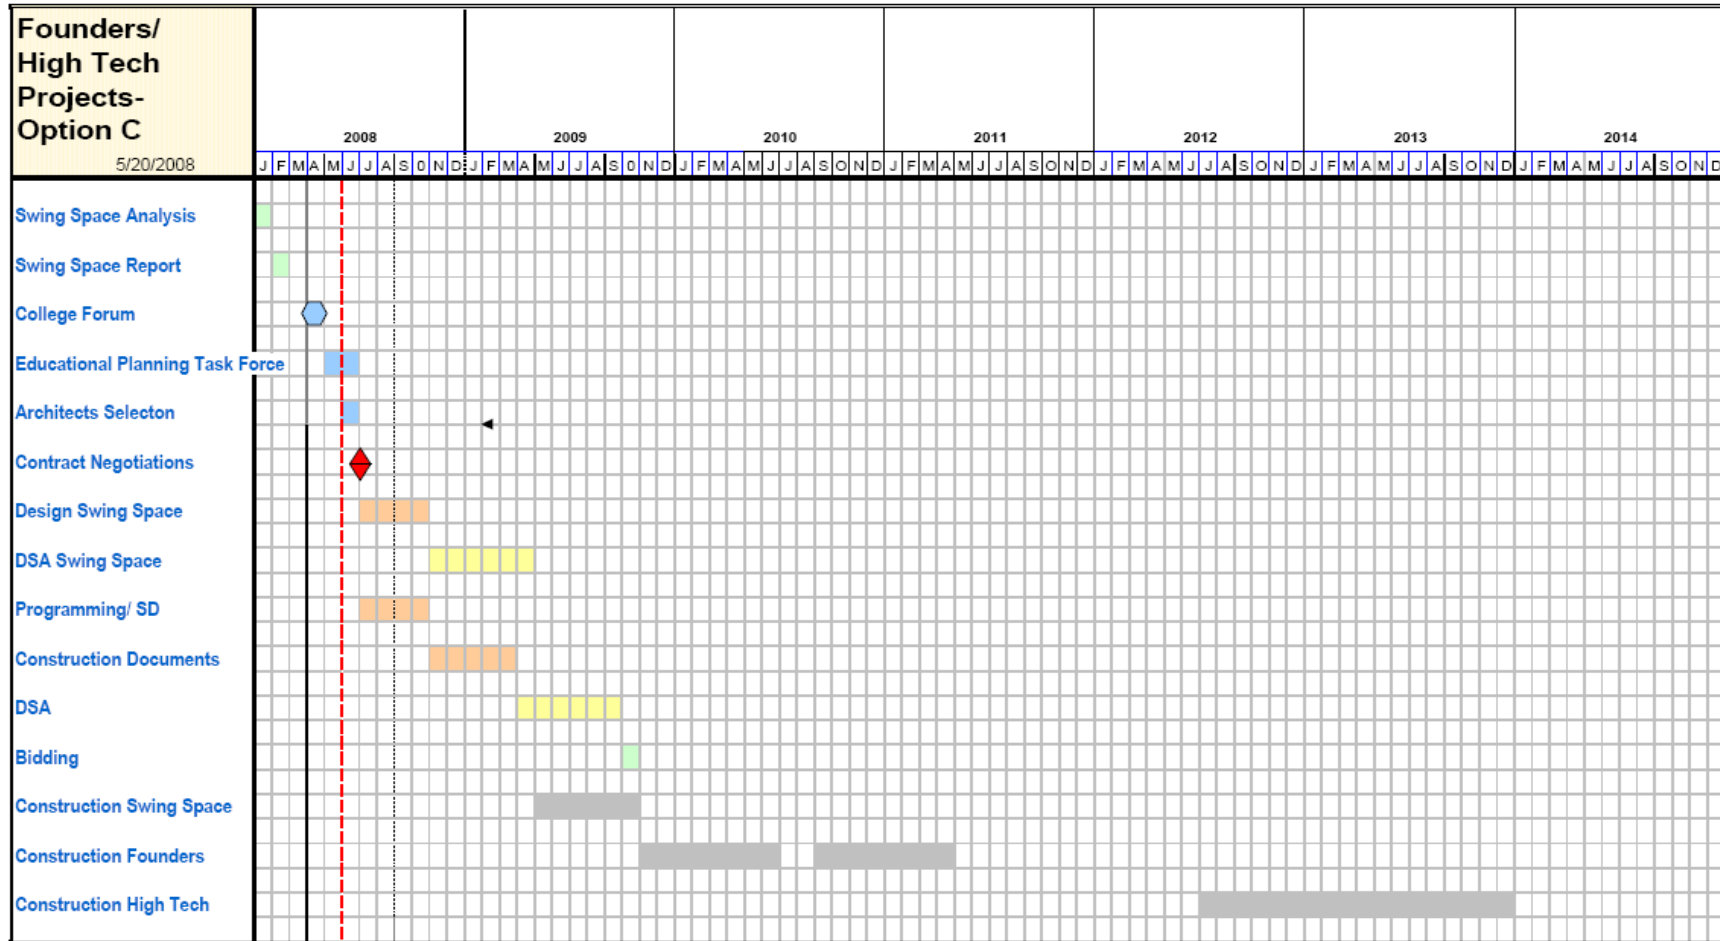 Founders/
High Tech
Projects-
Option C
5/20/2008
2008 2009 2010 2011 2012 2013 2014
J F M A M J J A S 0 N D J F M A M J J A S 0 N D J F M A M J J A S O N D J F M A M J J A S O N D J F M A M J J A S O N D J F M A M J J A S O N D J F M A M J J A S O N D
Swing Space Analysis
Swing Space Report
College Forum
Educational Planning Task Force
Architects Selecton
Contract Negotiations
Design Swing Space
DSA Swing Space
Programming/ SD
Construction Documents
DSA
Bidding
Construction Swing Space
Construction Founders
Construction High Tech